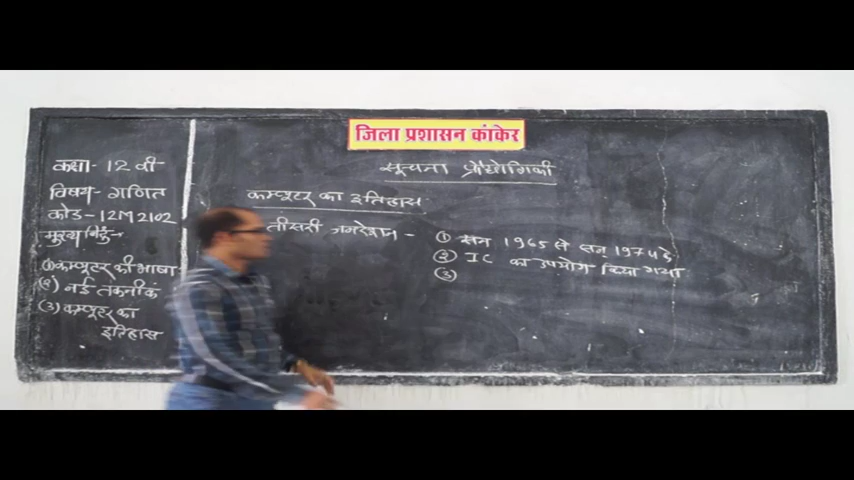 जिला प्रशासन कांकेर
कक्षा - 12 वी -
विषय - गणित
कोड - 12M2102
मुख्य बिंदु →
(1) कम्प्यूटर की भाषा
(2) नई तकनीकें
(3) कम्प्यूटर का
इतिहास
सूचना प्रौद्योगिकी
कम्प्यूटर का इतिहास
तीसरी जनरेशन -
① सन 1965 से सन् 1974 के
② IC का उपयोग किया गया
③